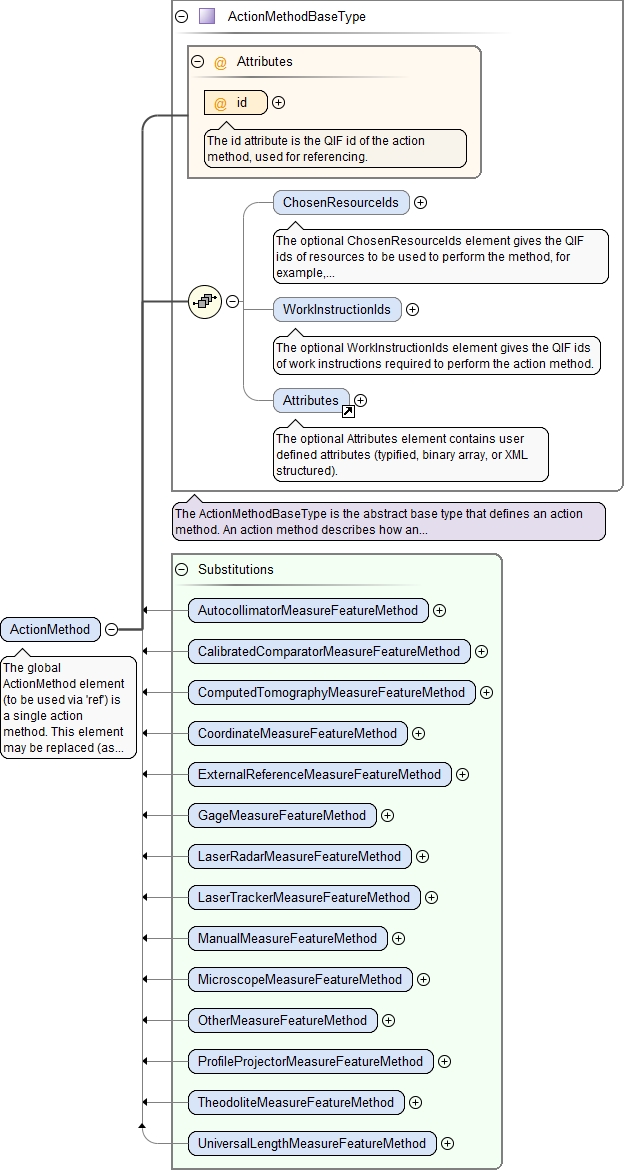 ActionMethodBaseType
@ Attributes
@ id
The id attribute is the QIF id of the action
method, used for referencing.
ChosenResourceIds
The optional ChosenResourceIds element gives the QIF
ids of resources to be used to perform the method, for
example,...
WorkInstructionIds
The optional WorkInstructionIds element gives the QIF ids
of work instructions required to perform the action method.
Attributes
The optional Attributes element contains user
defined attributes (typified, binary array, or XML
structured).
The ActionMethodBaseType is the abstract base type that defines an action
method. An action method describes how an...
ActionMethod
The global
ActionMethod element
(to be used via 'ref') is
a single action
method. This element
may be replaced (as...
Substitutions
AutocollimatorMeasureFeatureMethod
CalibratedComparatorMeasureFeatureMethod
ComputedTomographyMeasureFeatureMethod
CoordinateMeasureFeatureMethod
ExternalReferenceMeasureFeatureMethod
GageMeasureFeatureMethod
LaserRadarMeasureFeatureMethod
LaserTrackerMeasureFeatureMethod
ManualMeasureFeatureMethod
MicroscopeMeasureFeatureMethod
OtherMeasureFeatureMethod
ProfileProjectorMeasureFeatureMethod
TheodoliteMeasureFeatureMethod
UniversalLengthMeasureFeatureMethod